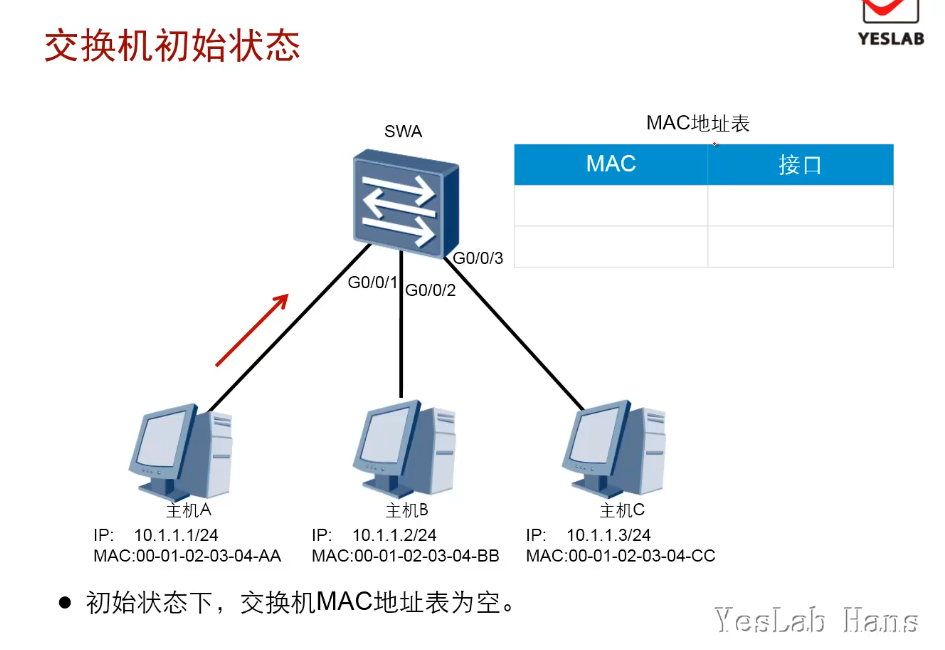 交换机初始状态
YESLAB
SWA
MAC地址表
MAC 接口
G0/0/1
G0/0/2
G0/0/3
主机A
IP: 10.1.1.1/24
MAC:00-01-02-03-04-AA
主机B
IP: 10.1.1.2/24
MAC:00-01-02-03-04-BB
主机C
IP: 10.1.1.3/24
MAC:00-01-02-03-04-CC
● 初始状态下，交换机MAC地址表为空。
YesLab Hans